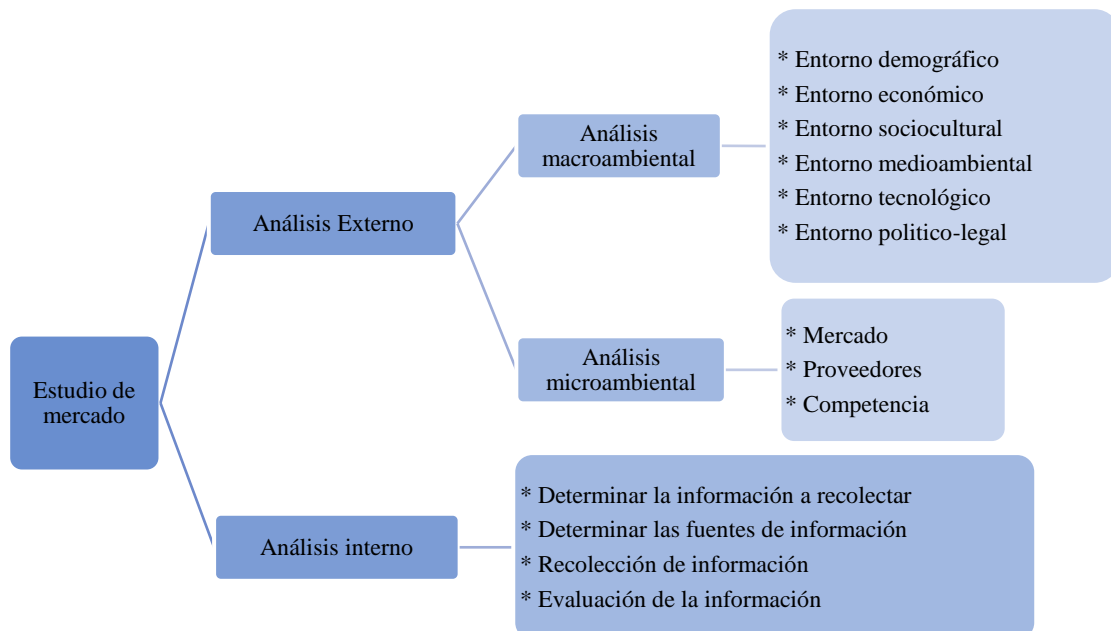 Estudio de
mercado
Análisis Externo
Análisis
macroambiental
* Entorno demográfico
* Entorno económico
* Entorno sociocultural
* Entorno medioambiental
* Entorno tecnológico
* Entorno politico-legal
Análisis
microambiental
* Mercado
* Proveedores
* Competencia
Análisis interno
* Determinar la información a recolectar
* Determinar las fuentes de información
* Recolección de información
* Evaluación de la información